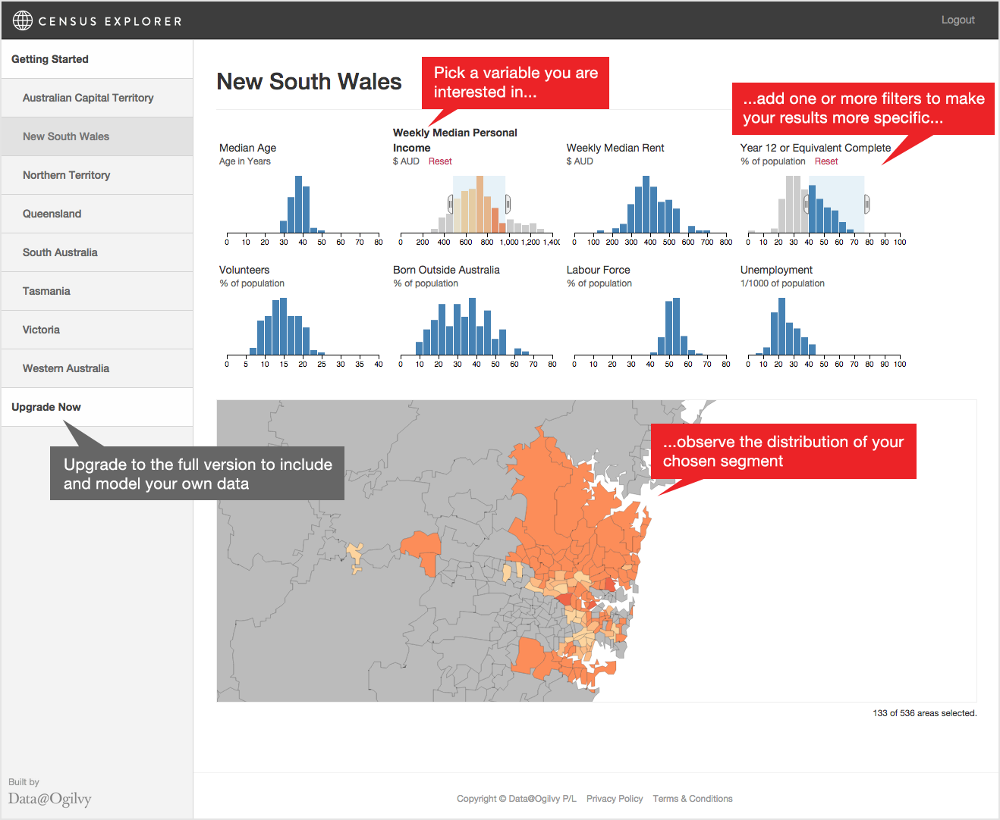 CENSUS EXPLORER
Logout
Getting Started
Australian Capital Territory
New South Wales
Northern Territory
Queensland
South Australia
Tasmania
Victoria
Western Australia
Upgrade Now
Upgrade to the full version to include
and model your own data
New South Wales
Pick a variable you are
interested in...
...add one or more filters to make
your results more specific...
Median Age
Age in Years
0 10 20 30 40 50 60 70 80
Weekly Median Personal
Income
$ AUD Reset
0 200 400 600 800 1,000 1,200 1,400
Weekly Median Rent
$ AUD
0 100 200 300 400 500 600 700 800
Year 12 or Equivalent Complete
% of population Reset
0 10 20 30 40 50 60 70 80 90 100
Volunteers
% of population
0 5 10 15 20 25 30 35 40
Born Outside Australia
% of population
0 10 20 30 40 50 60 70 80
Labour Force
% of population
0 10 20 30 40 50 60 70 80
Unemployment
1/1000 of population
0 10 20 30 40 50 60 70 80 90 100
...observe the distribution of your
chosen segment
133 of 536 areas selected.
Built by
Data@Ogilvy
Copyright © Data@Ogilvy P/L Privacy Policy Terms & Conditions